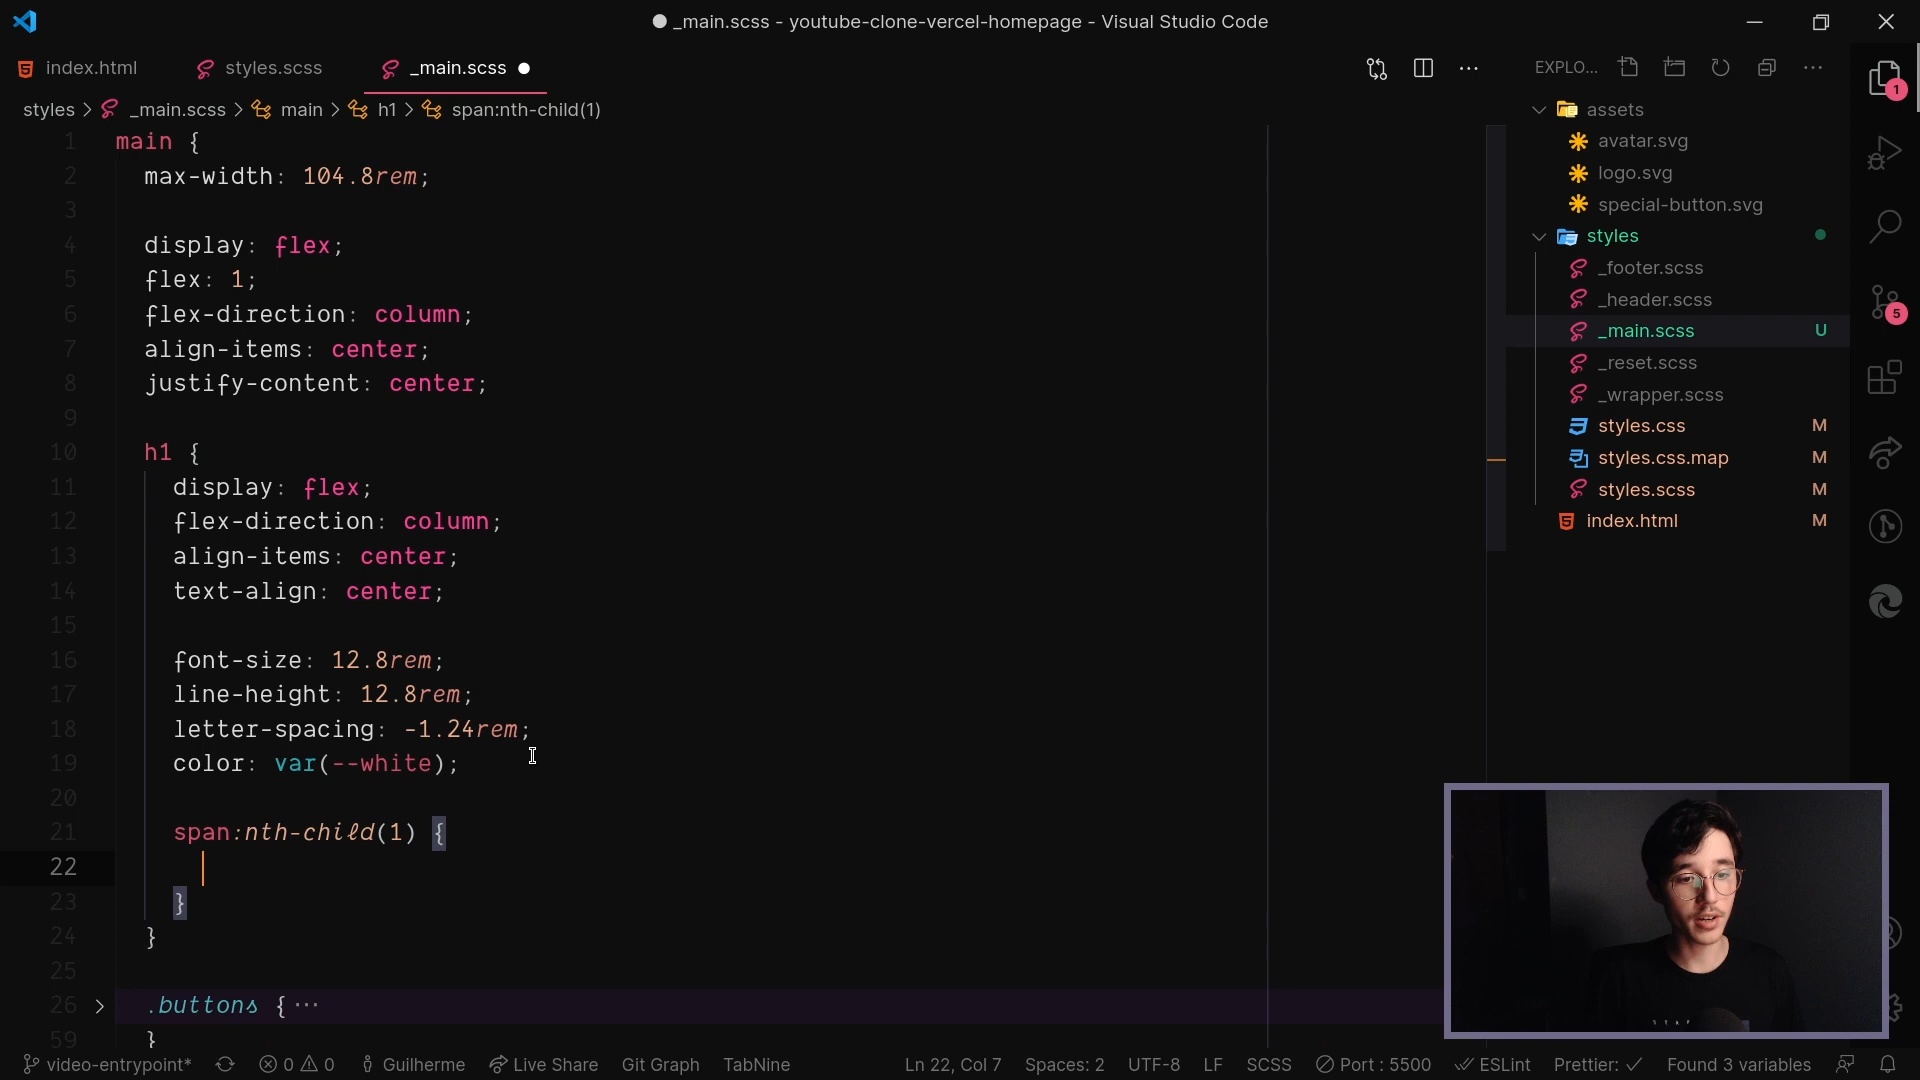 _main.scss - youtube-clone-vercel-homepage - Visual Studio Code
index.html
styles.scss
_main.scss
EXPLO...
1
styles > _main.scss > main > h1 > span:nth-child(1)
1 main {
2 max-width: 104.8rem;
3
4 display: flex;
5 flex: 1;
6 flex-direction: column;
7 align-items: center;
8 justify-content: center;
9
10 h1 {
11 display: flex;
12 flex-direction: column;
13 align-items: center;
14 text-align: center;
15
16 font-size: 12.8rem;
17 line-height: 12.8rem;
18 letter-spacing: -1.24rem;
19 color: var(--white);
20
21 span:nth-child(1) {
22
23 }
24 }
25
26 .buttons { ···
59 }
assets
avatar.svg
logo.svg
special-button.svg
styles
_footer.scss
_header.scss
_main.scss U
_reset.scss
_wrapper.scss
styles.css M
styles.css.map M
styles.scss M
index.html M
5
video-entrypoint* 0 0 Guilherme Live Share Git Graph TabNine Ln 22, Col 7 Spaces: 2 UTF-8 LF SCSS Port : 5500 ESLint Prettier: ✓ Found 3 variables